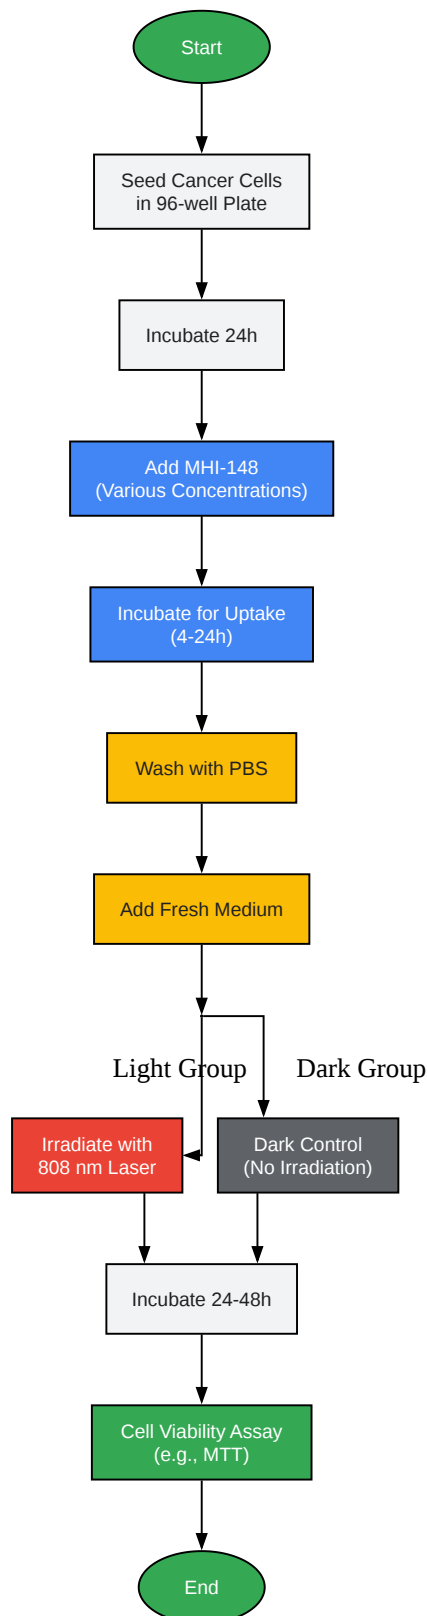 Start
Seed Cancer Cells
in 96-well Plate
Incubate 24h
Add MHI-148
(Various Concentrations)
Incubate for Uptake
(4-24h)
Wash with PBS
Add Fresh Medium
Light Group
Dark Group
Irradiate with
808 nm Laser
Dark Control
(No Irradiation)
Incubate 24-48h
Cell Viability Assay
(e.g., MTT)
End